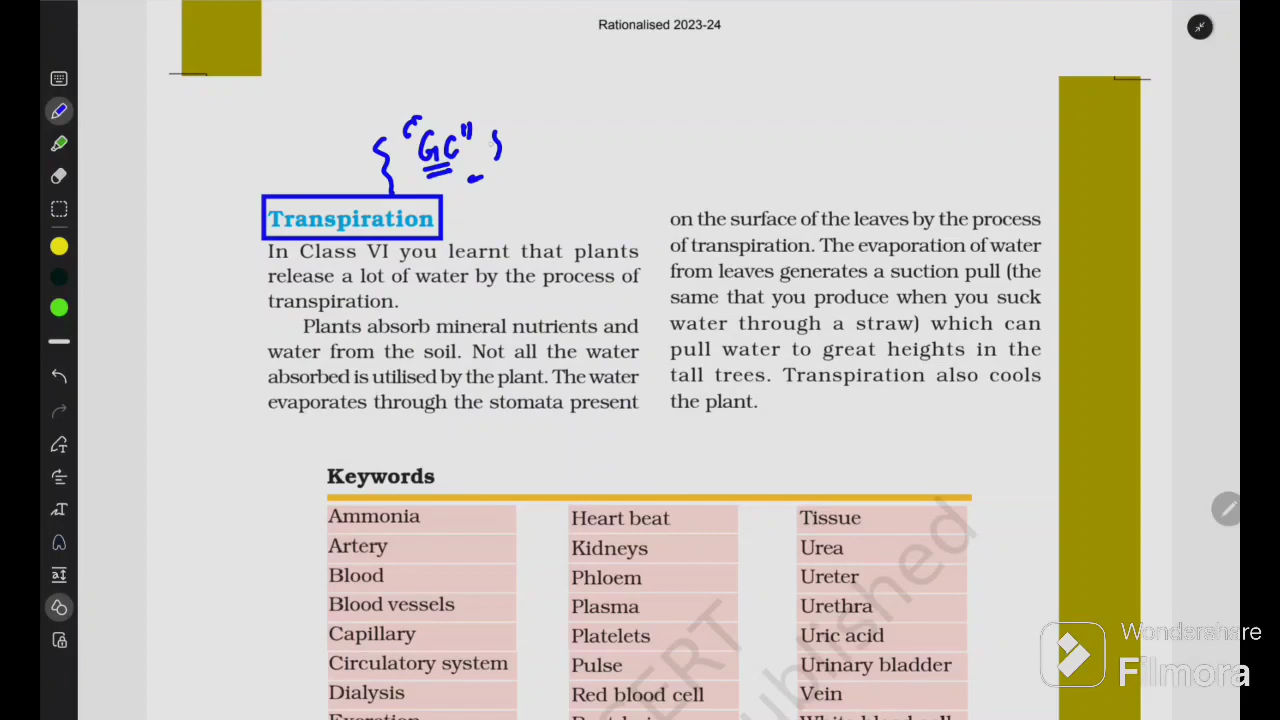 Rationalised 2023-24
"GC"
Transpiration
In Class VI you learnt that plants
release a lot of water by the process of
transpiration.
Plants absorb mineral nutrients and
water from the soil. Not all the water
absorbed is utilised by the plant. The water
evaporates through the stomata present
on the surface of the leaves by the process
of transpiration. The evaporation of water
from leaves generates a suction pull (the
same that you produce when you suck
water through a straw) which can
pull water to great heights in the
tall trees. Transpiration also cools
the plant.
Keywords
Ammonia
Artery
Blood
Blood vessels
Capillary
Circulatory system
Dialysis
Excretion
Heart beat
Kidneys
Phloem
Plasma
Platelets
Pulse
Red blood cell
Tissue
Urea
Ureter
Urethra
Uric acid
Urinary bladder
Vein
White blood cell
Wondershare
Filmora